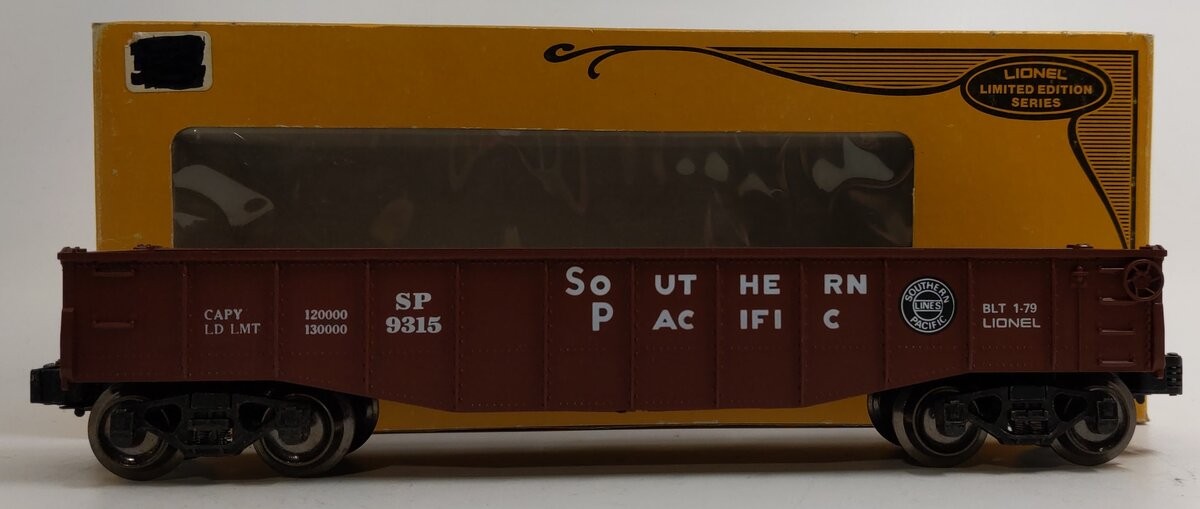 LIONEL
LIMITED EDITION
SERIES
CAPY 120000
LD LMT 130000
SP
9315
SOUTHERN
PACIFIC
SOUTHERN
LINES
PACIFIC
BLT 1-79
LIONEL